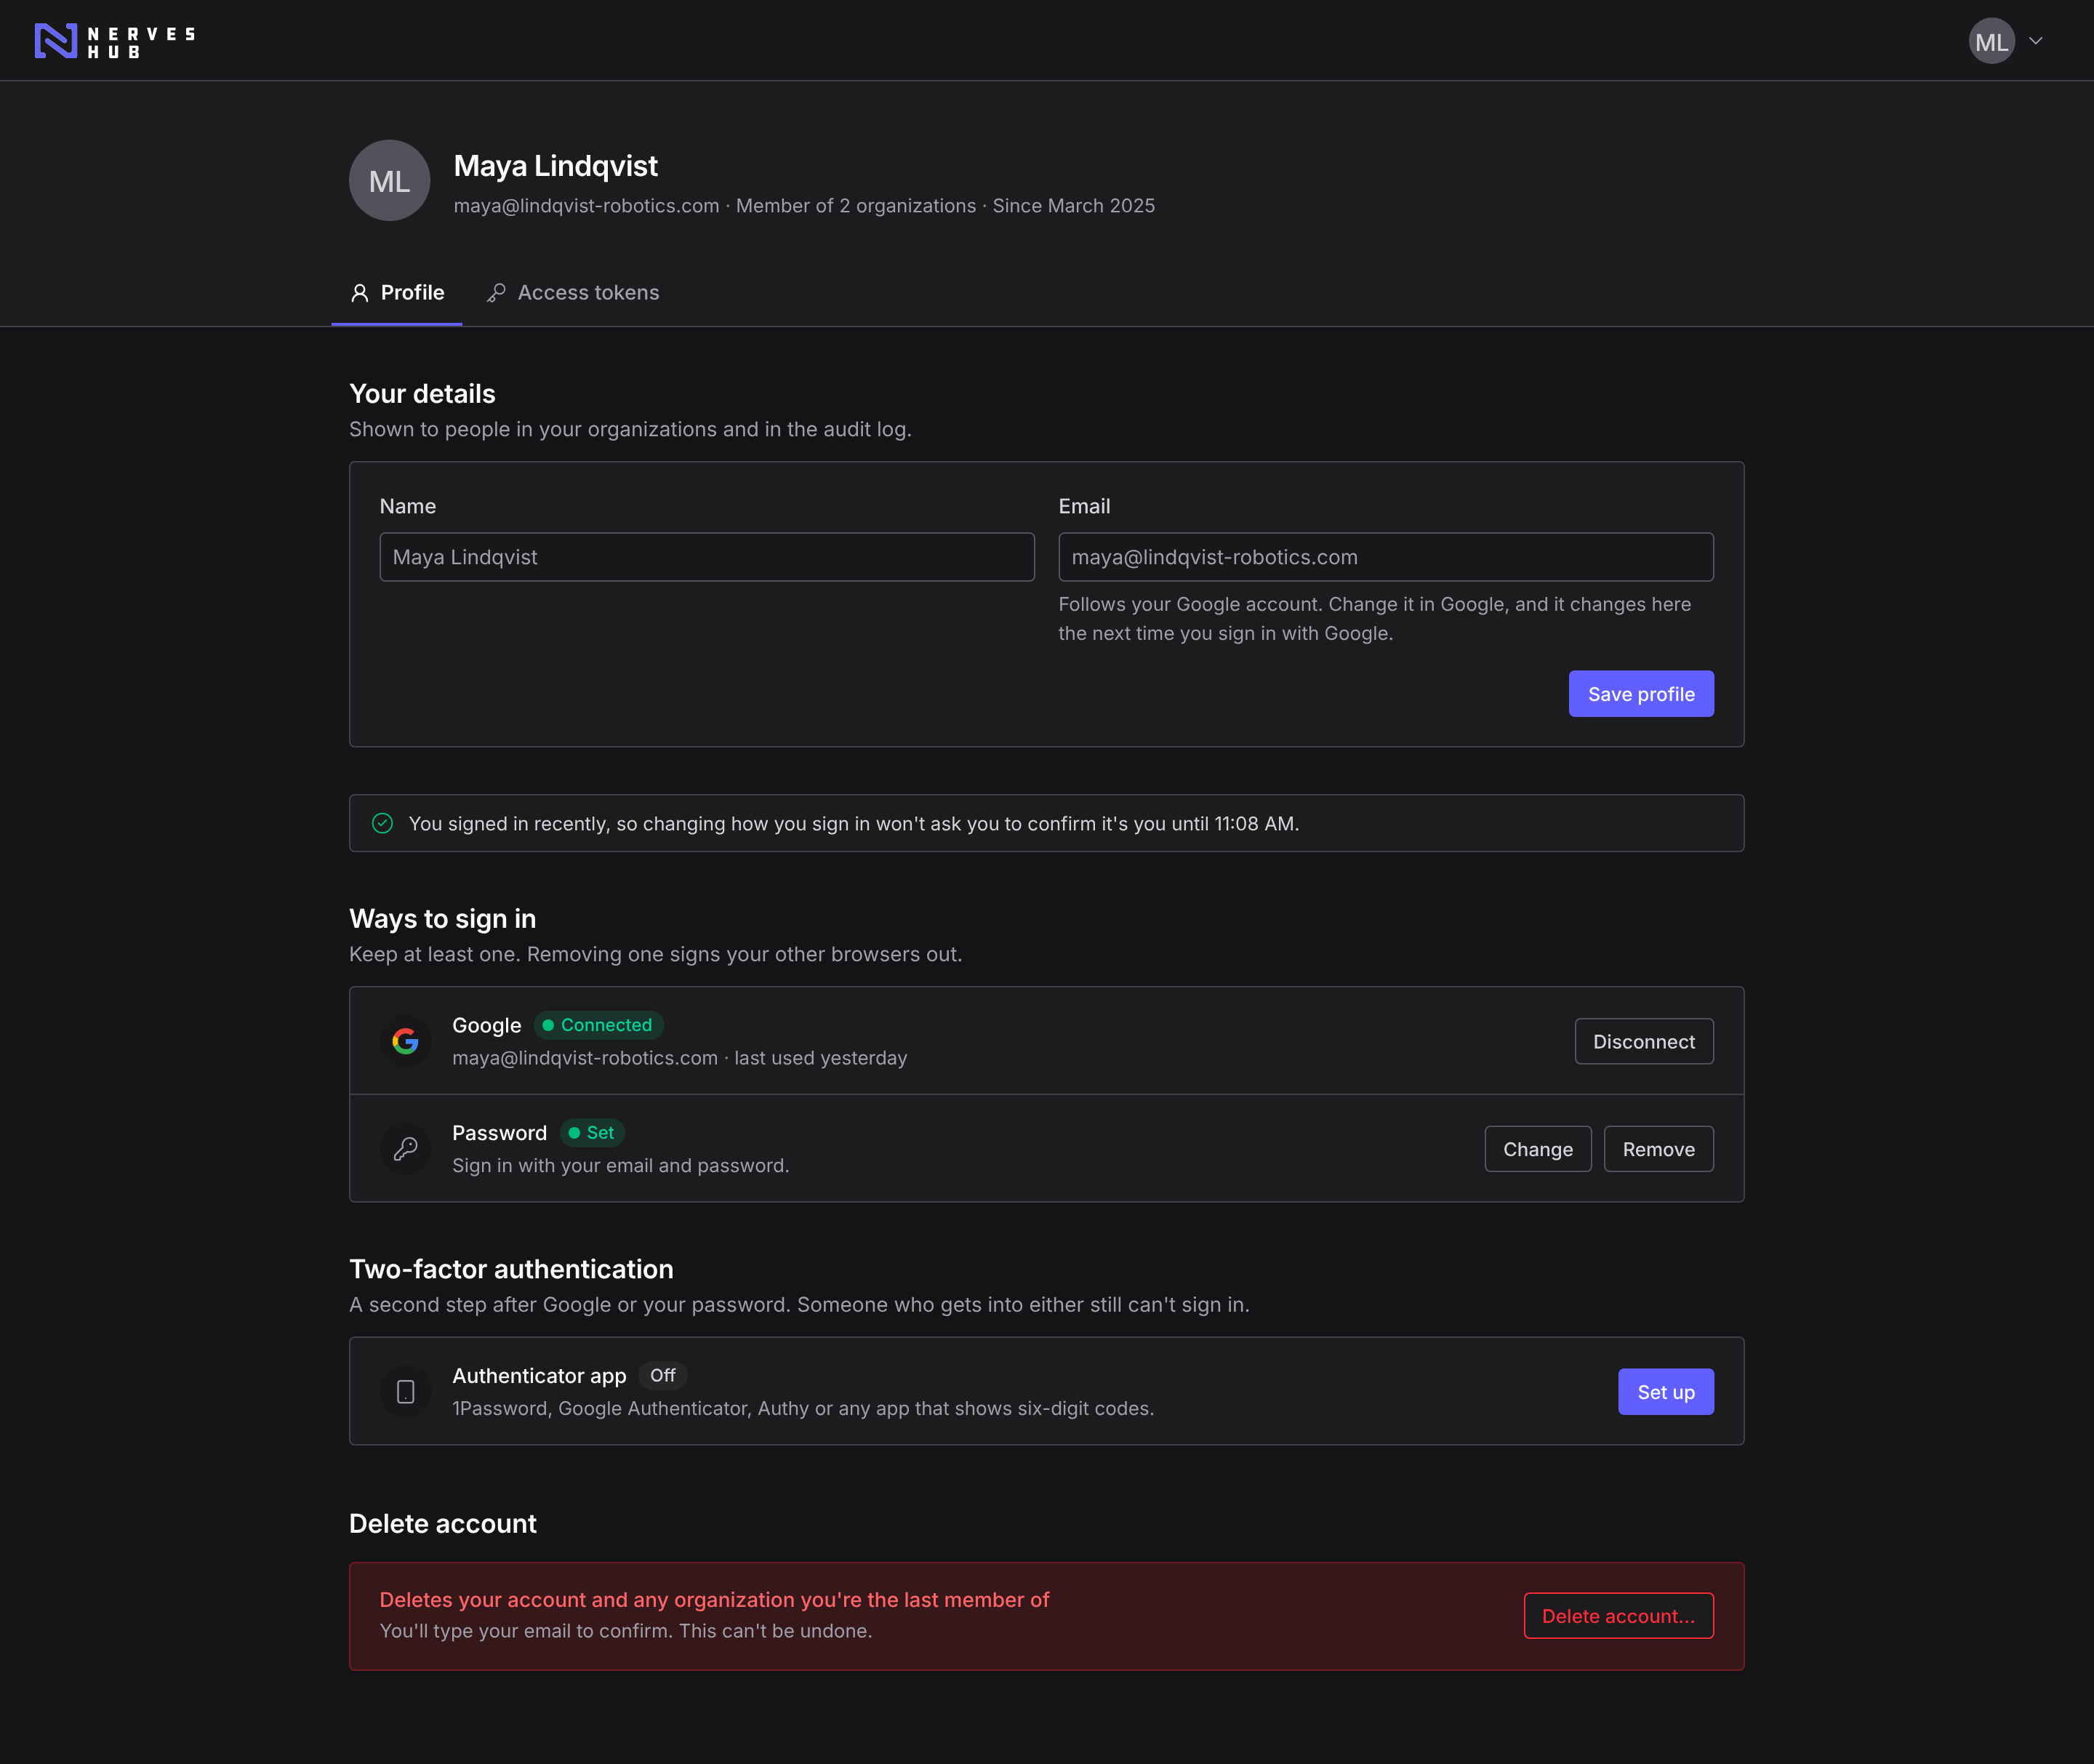 NERVES
HUB
ML
ML
Maya Lindqvist
maya@lindqvist-robotics.com · Member of 2 organizations · Since March 2025
Profile
Access tokens
Your details
Shown to people in your organizations and in the audit log.
Name
Email
Maya Lindqvist
maya@lindqvist-robotics.com
Follows your Google account. Change it in Google, and it changes here
the next time you sign in with Google.
Save profile
You signed in recently, so changing how you sign in won't ask you to confirm it's you until 11:08 AM.
Ways to sign in
Keep at least one. Removing one signs your other browsers out.
Google
Connected
maya@lindqvist-robotics.com · last used yesterday
Disconnect
Password
Set
Sign in with your email and password.
Change
Remove
Two-factor authentication
A second step after Google or your password. Someone who gets into either still can't sign in.
Authenticator app
Off
1Password, Google Authenticator, Authy or any app that shows six-digit codes.
Set up
Delete account
Deletes your account and any organization you're the last member of
You'll type your email to confirm. This can't be undone.
Delete account...